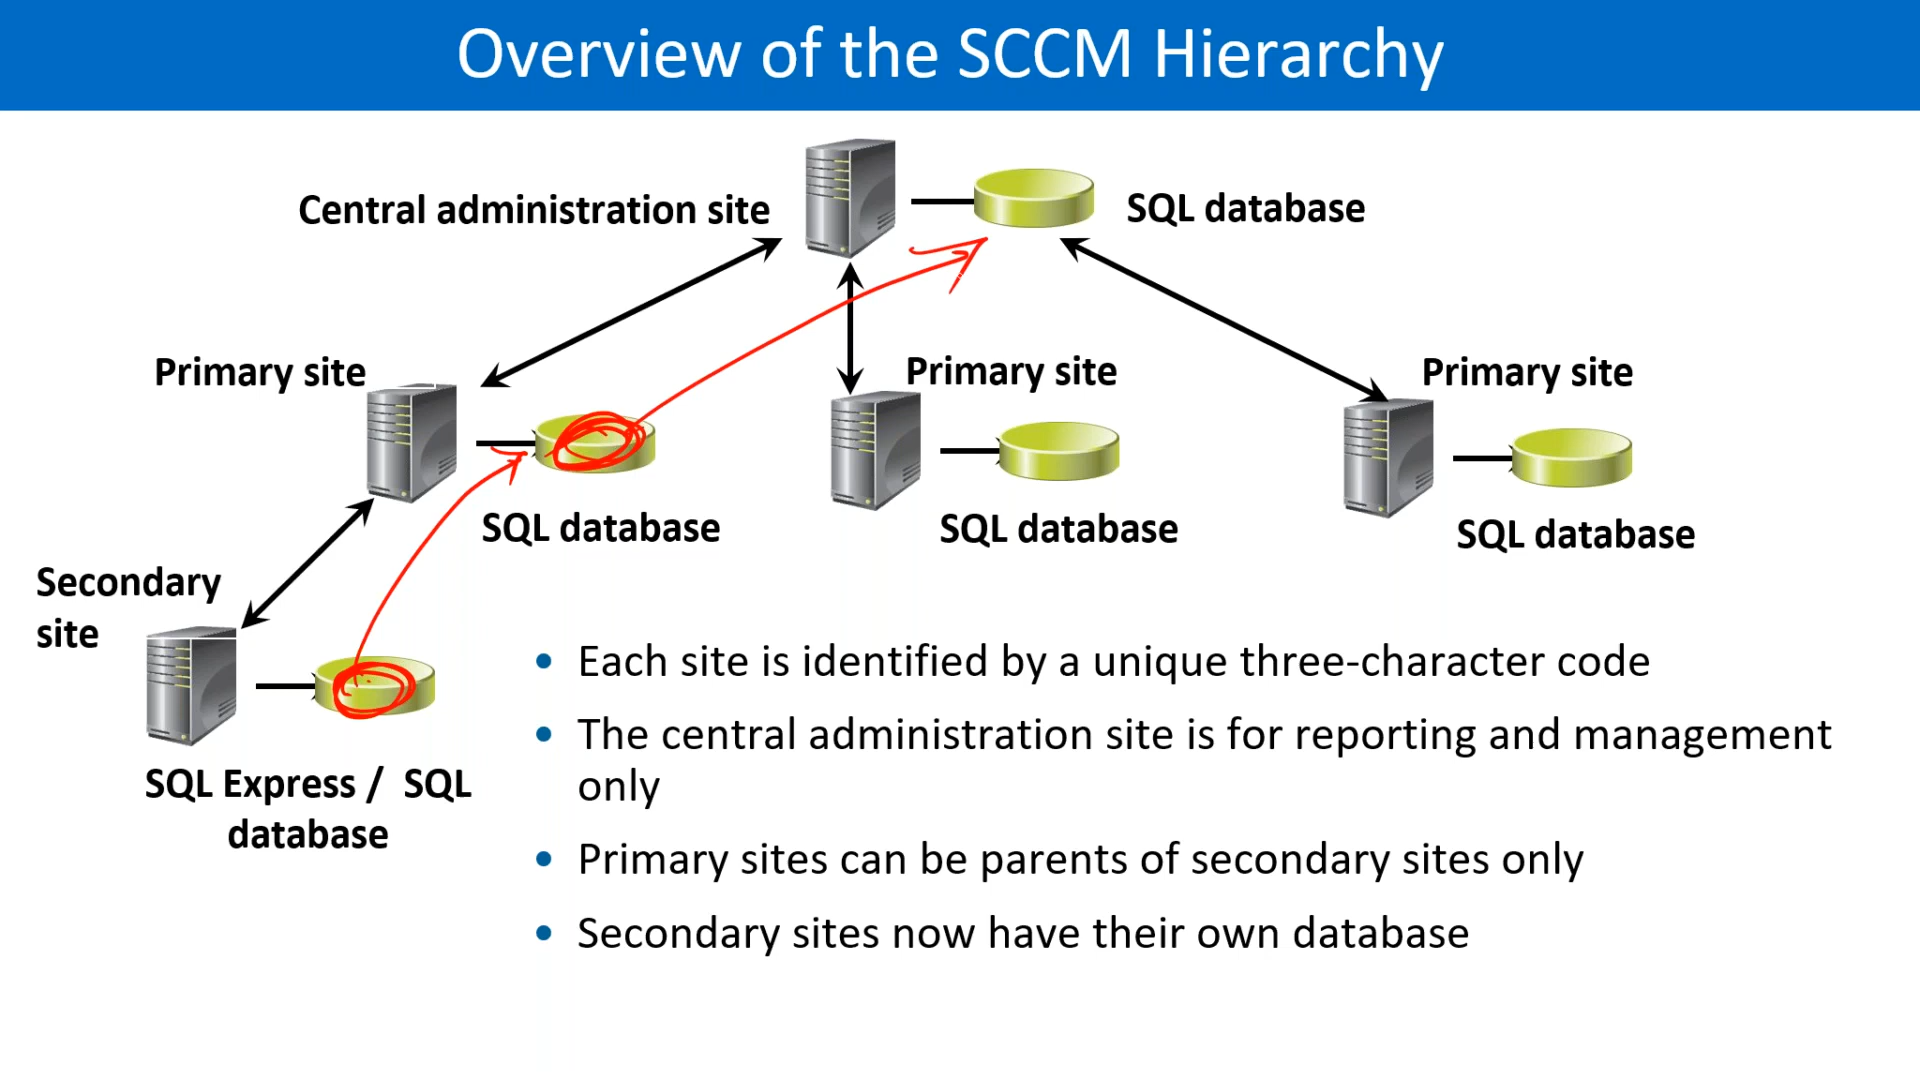 Overview of the SCCM Hierarchy
Central administration site
SQL database
Primary site
Primary site
Primary site
SQL database
SQL database
SQL database
Secondary
site
SQL Express / SQL
database
• Each site is identified by a unique three-character code
• The central administration site is for reporting and management
only
• Primary sites can be parents of secondary sites only
• Secondary sites now have their own database